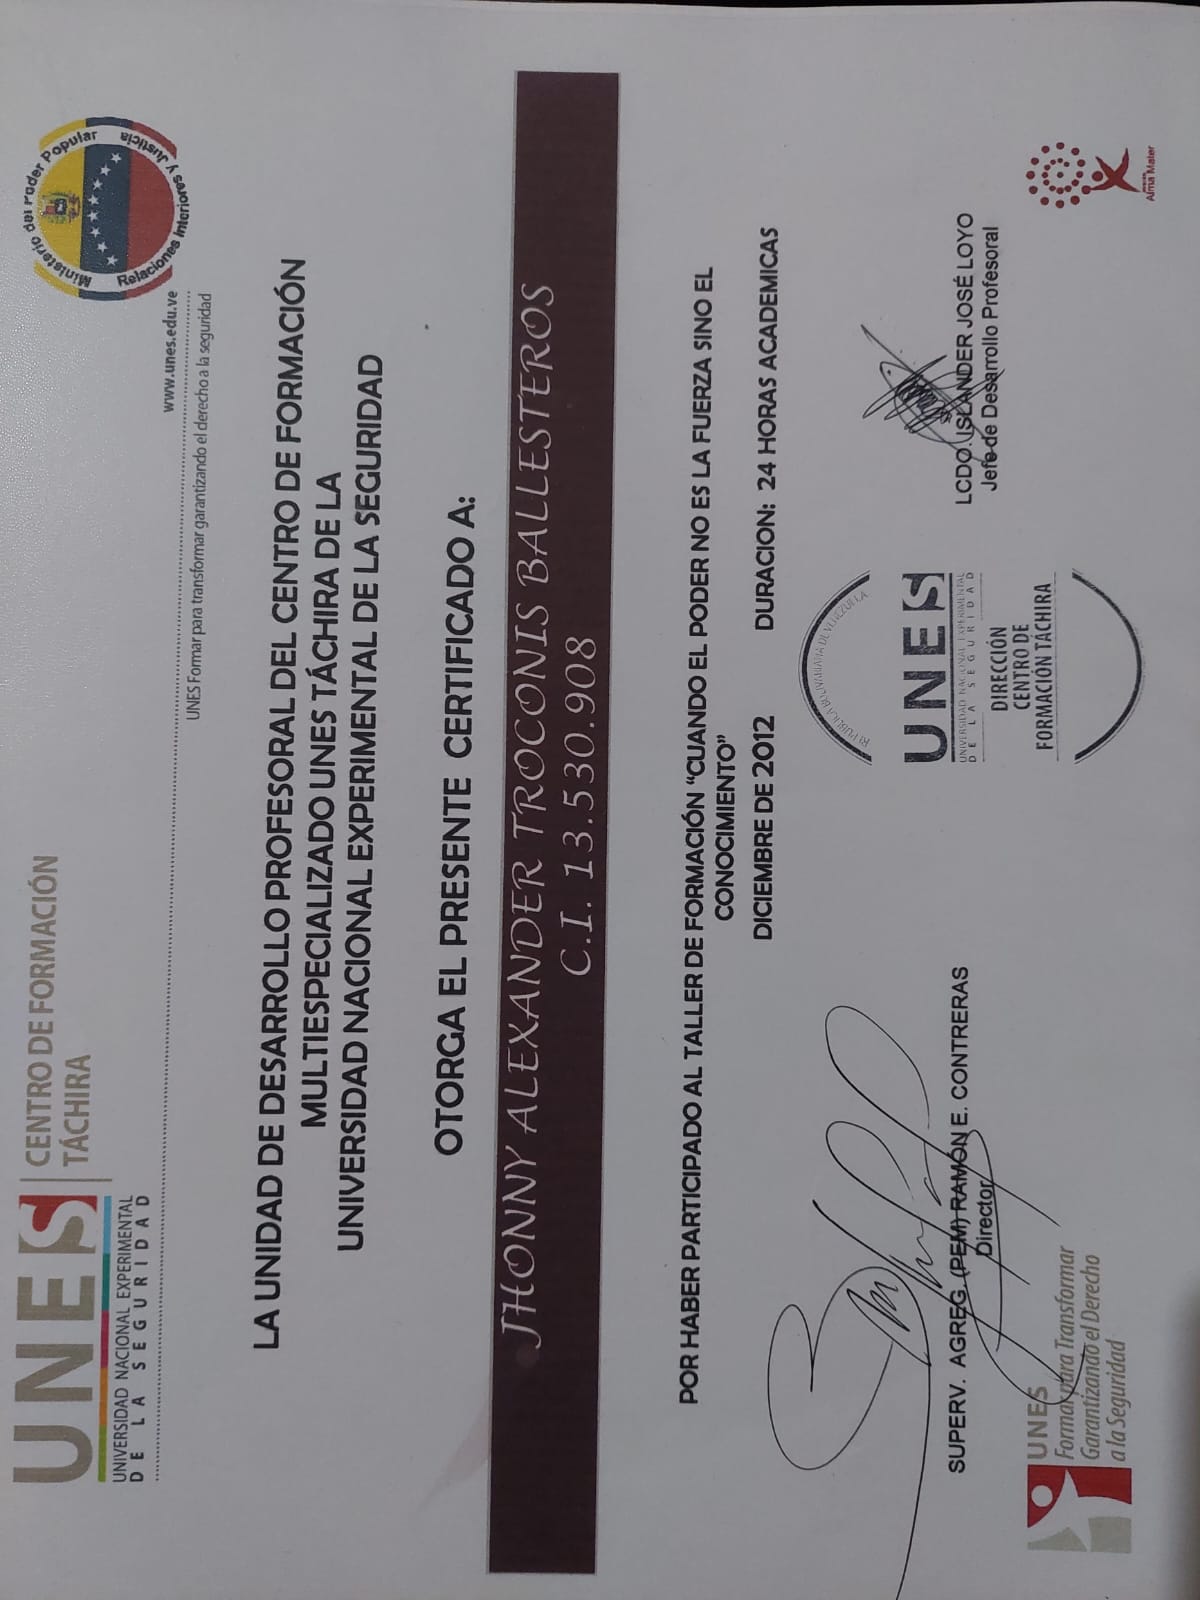 UNES
UNIVERSIDAD NACIONAL EXPERIMENTAL
DE LA SEGURIDAD
CENTRO DE FORMACIÓN
TÁCHIRA
Ministerio del Poder Popular
Relaciones Interiores y Justicia
www.unes.edu.ve
UNES Formar para transformar garantizando el derecho a la seguridad
LA UNIDAD DE DESARROLLO PROFESORAL DEL CENTRO DE FORMACIÓN
MULTIESPECIALIZADO UNES TÁCHIRA DE LA
UNIVERSIDAD NACIONAL EXPERIMENTAL DE LA SEGURIDAD
OTORGA EL PRESENTE CERTIFICADO A:
JHONNY ALEXANDER TROCONIS BALLESTEROS
C.I. 13.530.908
POR HABER PARTICIPADO AL TALLER DE FORMACIÓN “CUANDO EL PODER NO ES LA FUERZA SINO EL
CONOCIMIENTO”
DICIEMBRE DE 2012 DURACION: 24 HORAS ACADEMICAS
SUPERV. AGREG. (PEM) RAMÓN E. CONTRERAS
Director
REPÚBLICA BOLIVARIANA DE VENEZUELA
UNES
UNIVERSIDAD NACIONAL EXPERIMENTAL
DE LA SEGURIDAD
DIRECCIÓN
CENTRO DE
FORMACIÓN TÁCHIRA
LCDO. ISLANDER JOSÉ LOYO
Jefe de Desarrollo Profesoral
UNES
Formar para Transformar
Garantizando el Derecho
a la Seguridad
Alma Mater